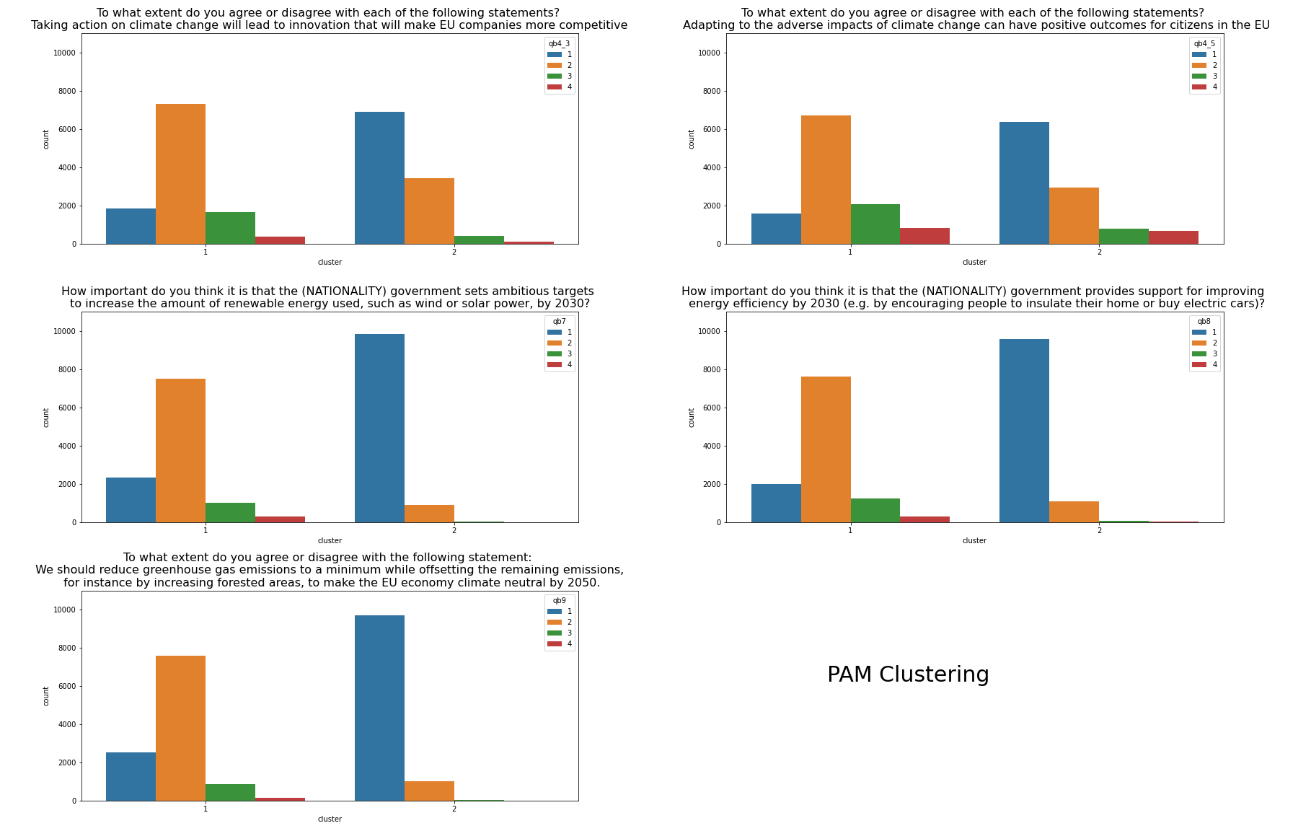 To what extent do you agree or disagree with each of the following statements?
Taking action on climate change will lead to innovation that will make EU companies more competitive
qb4_3
1
2
3
4
10000
8000
6000
4000
2000
0
count
1
2
cluster
To what extent do you agree or disagree with each of the following statements?
Adapting to the adverse impacts of climate change can have positive outcomes for citizens in the EU
qb4_5
1
2
3
4
10000
8000
6000
4000
2000
0
count
1
2
cluster
How important do you think it is that the (NATIONALITY) government sets ambitious targets
to increase the amount of renewable energy used, such as wind or solar power, by 2030?
qb7
1
2
3
4
10000
8000
6000
4000
2000
0
count
1
2
cluster
How important do you think it is that the (NATIONALITY) government provides support for improving
energy efficiency by 2030 (e.g. by encouraging people to insulate their home or buy electric cars)?
qb8
1
2
3
4
10000
8000
6000
4000
2000
0
count
1
2
cluster
To what extent do you agree or disagree with the following statement:
We should reduce greenhouse gas emissions to a minimum while offsetting the remaining emissions,
for instance by increasing forested areas, to make the EU economy climate neutral by 2050.
qb9
1
2
3
4
10000
8000
6000
4000
2000
0
count
1
2
cluster
PAM Clustering